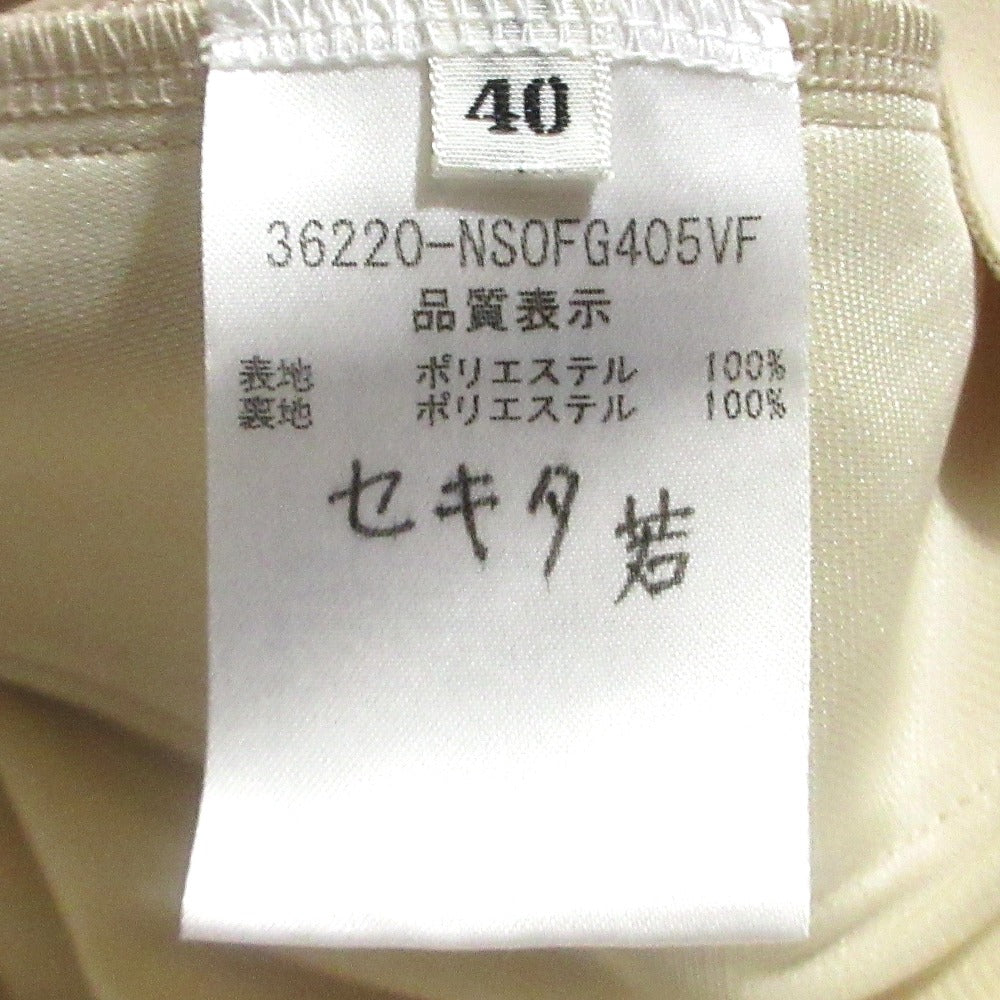 40
36220-NSOFG405VF
品質表示
表地 ポリエステル 100%
裏地 ポリエステル 100%
セキタ 若